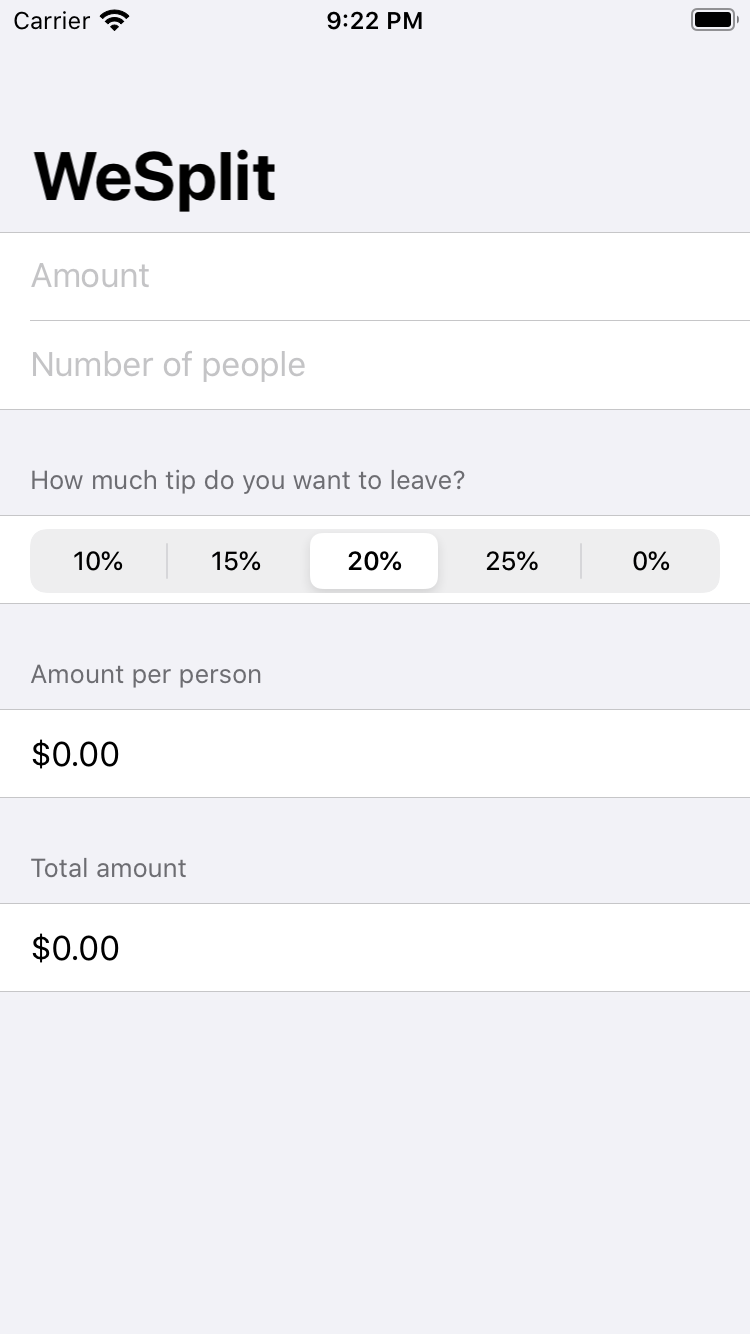 Carrier 9:22 PM
WeSplit
Amount
Number of people
How much tip do you want to leave?
10% 15% 20% 25% 0%
Amount per person
$0.00
Total amount
$0.00